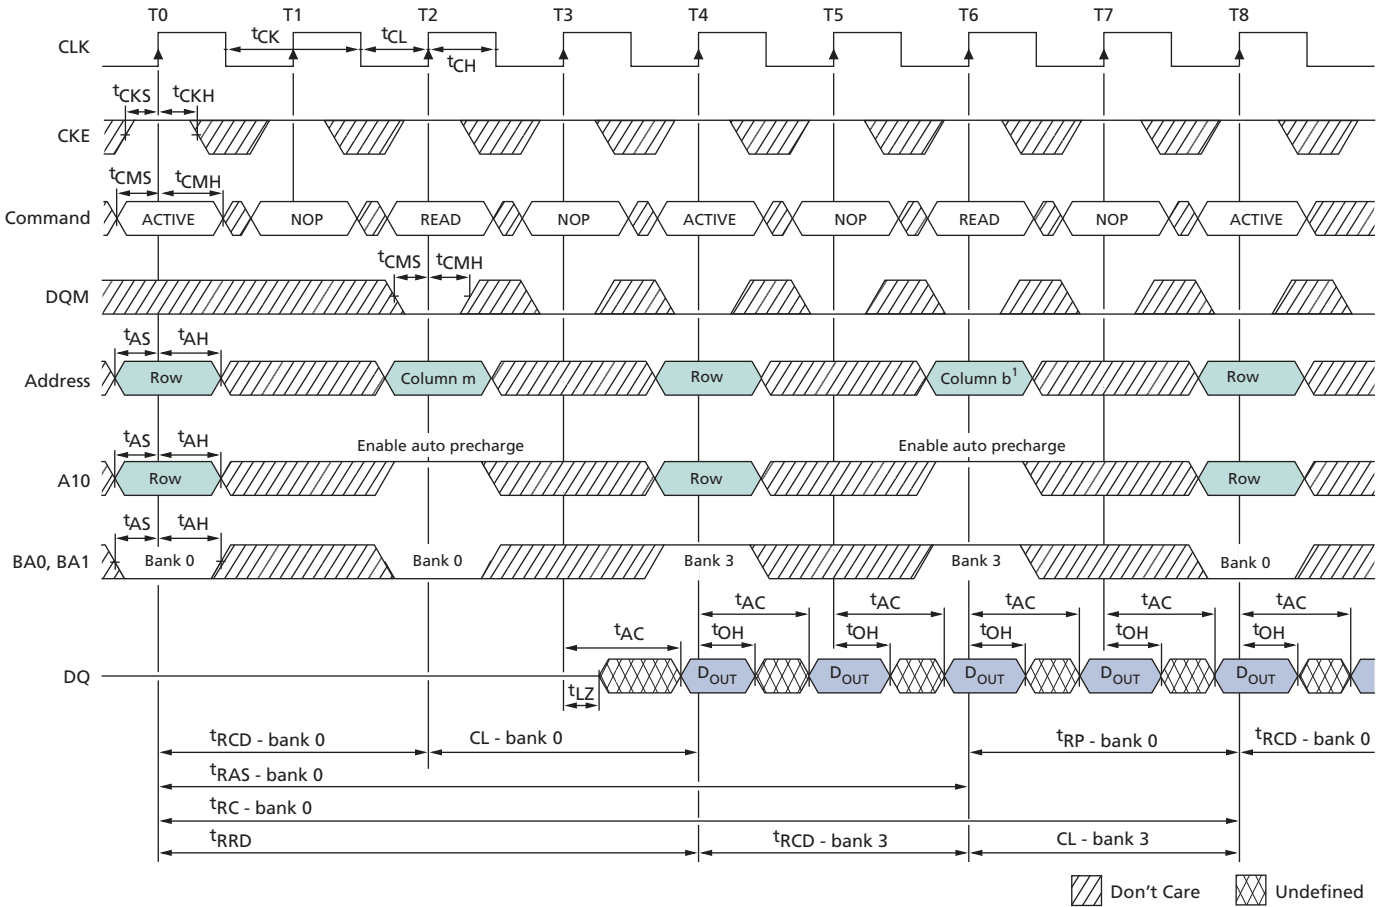 T0 T1 T2 T3 T4 T5 T6 T7 T8
CLK
tCK tCL
tCH
tCKS tCKH
CKE
tCMS tCMH
Command ACTIVE NOP READ NOP ACTIVE NOP READ NOP ACTIVE
tCMS tCMH
DQM
tAS tAH
Address Row Column m Row Column b1 Row
tAS tAH Enable auto precharge Enable auto precharge
A10 Row Row Row
tAS tAH
BA0, BA1 Bank 0 Bank 0 Bank 3 Bank 3 Bank 0
tAC tAC tAC tAC tAC
tAC tOH tOH tOH tOH tOH
DQ DOUT DOUT DOUT DOUT DOUT
tLZ
tRCD - bank 0 CL - bank 0 tRP - bank 0 tRCD - bank 0
tRAS - bank 0
tRC - bank 0
tRRD tRCD - bank 3 CL - bank 3
Don't Care Undefined